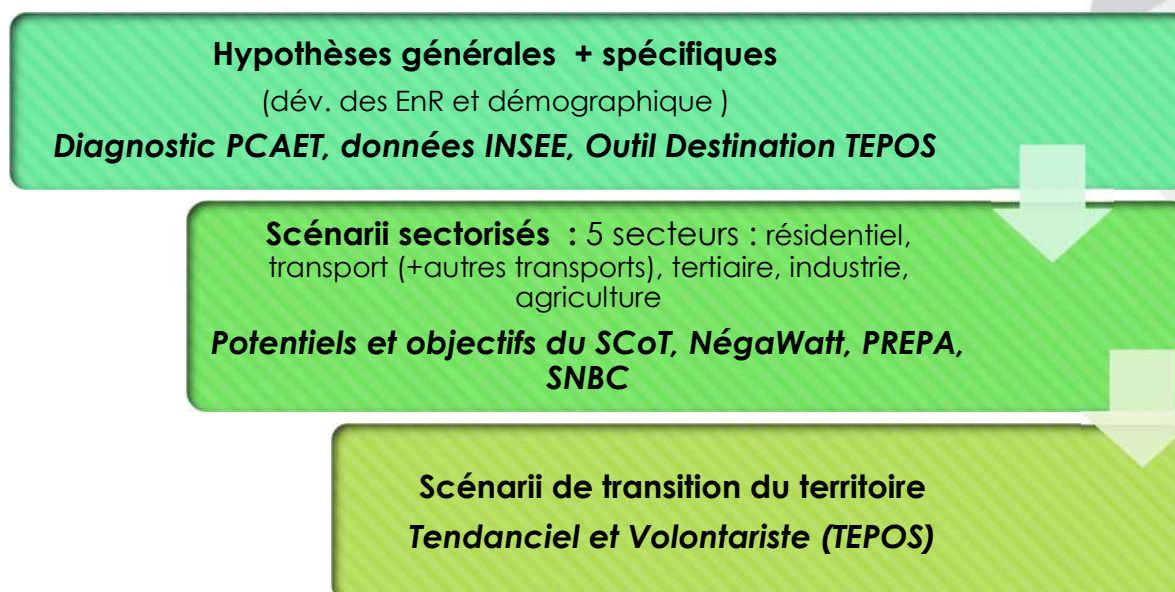 Hypothèses générales + spécifiques
(dév. des EnR et démographique )
Diagnostic PCAET, données INSEE, Outil Destination TEPOS
Scénarii sectorisés : 5 secteurs : résidentiel,
transport (+autres transports), tertiaire, industrie,
agriculture
Potentiels et objectifs du SCoT, NégaWatt, PREPA,
SNBC
Scénarii de transition du territoire
Tendanciel et Volontariste (TEPOS)